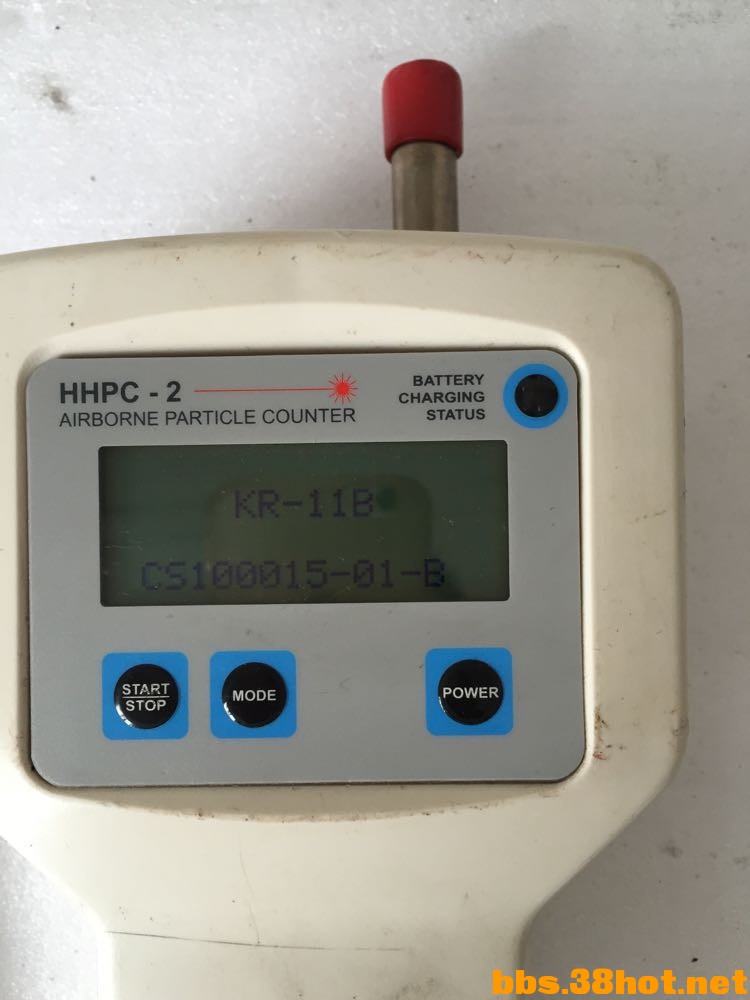 HHPC - 2
AIRBORNE PARTICLE COUNTER
BATTERY
CHARGING
STATUS
KR-11B
CS100015-01-B
START
STOP
MODE
POWER
bbs.38hot.net